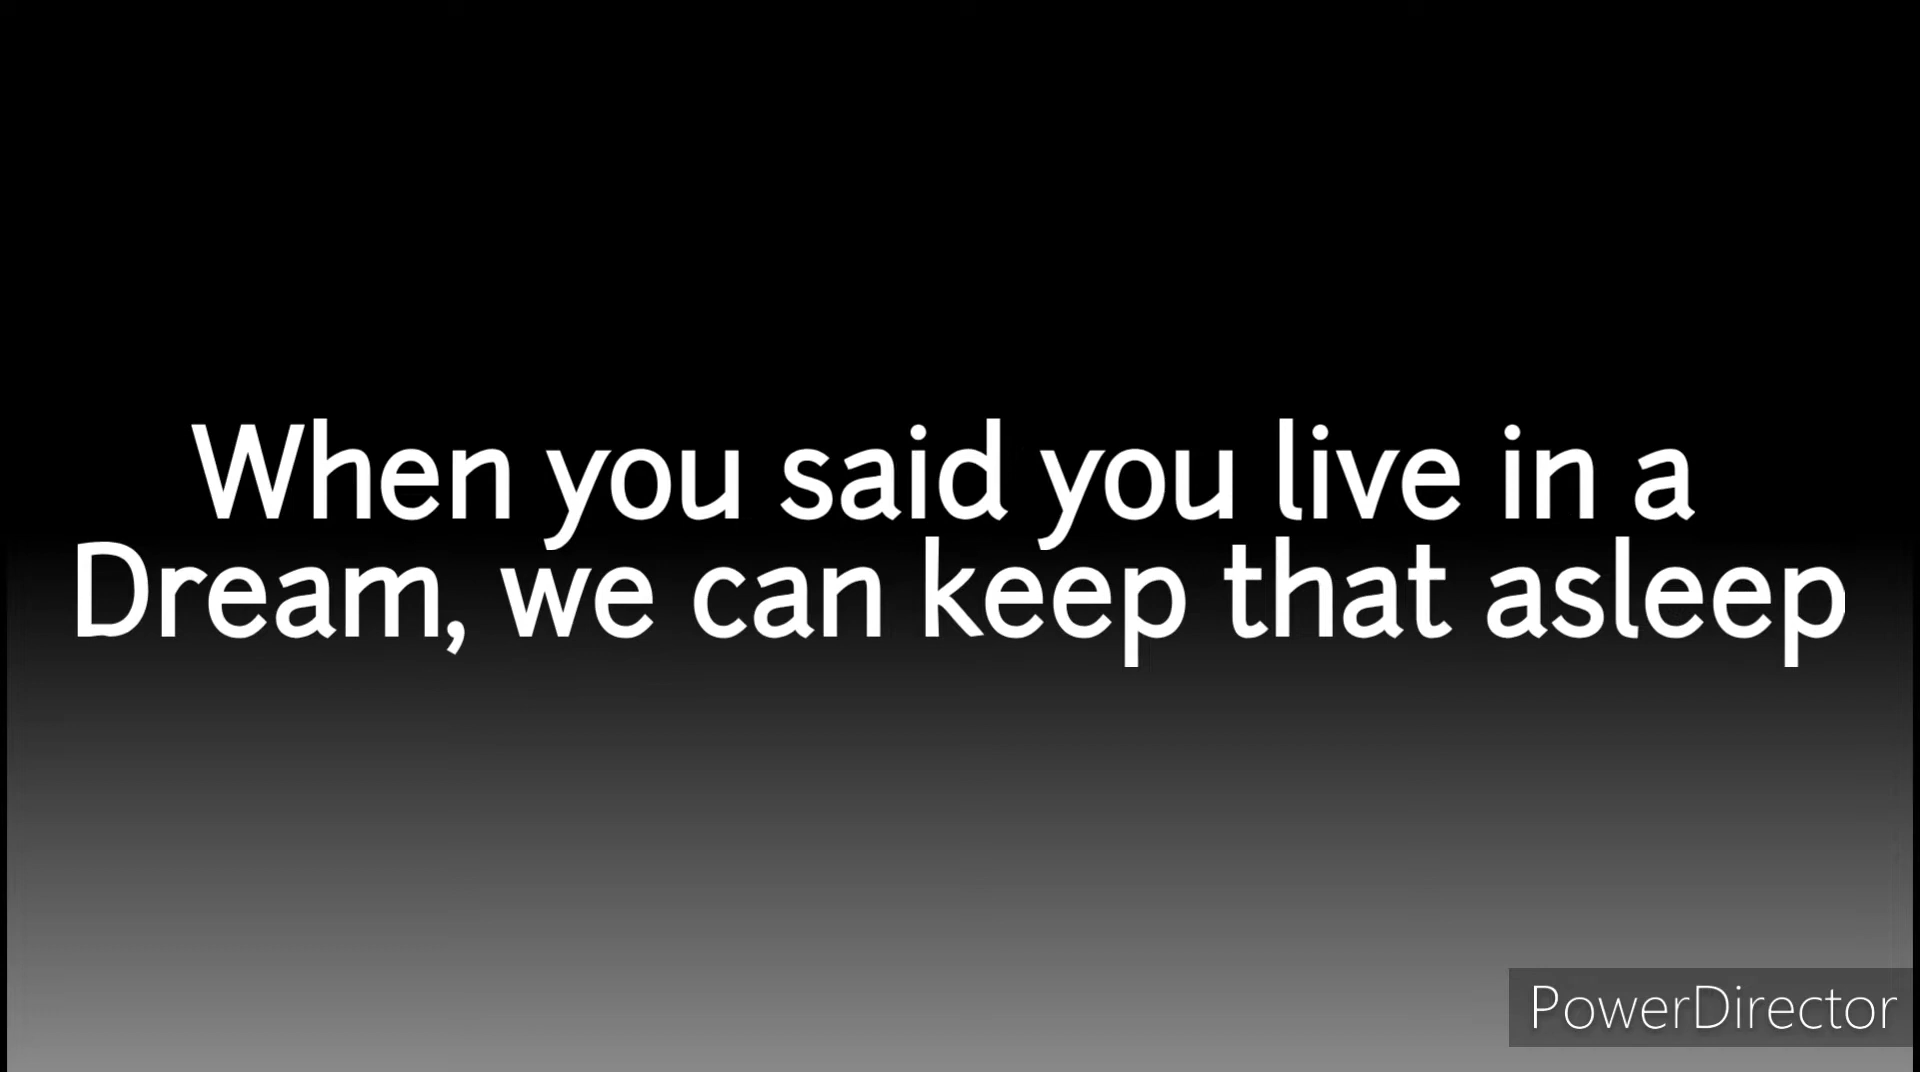 When you said you live in a
Dream, we can keep that asleep
PowerDirector